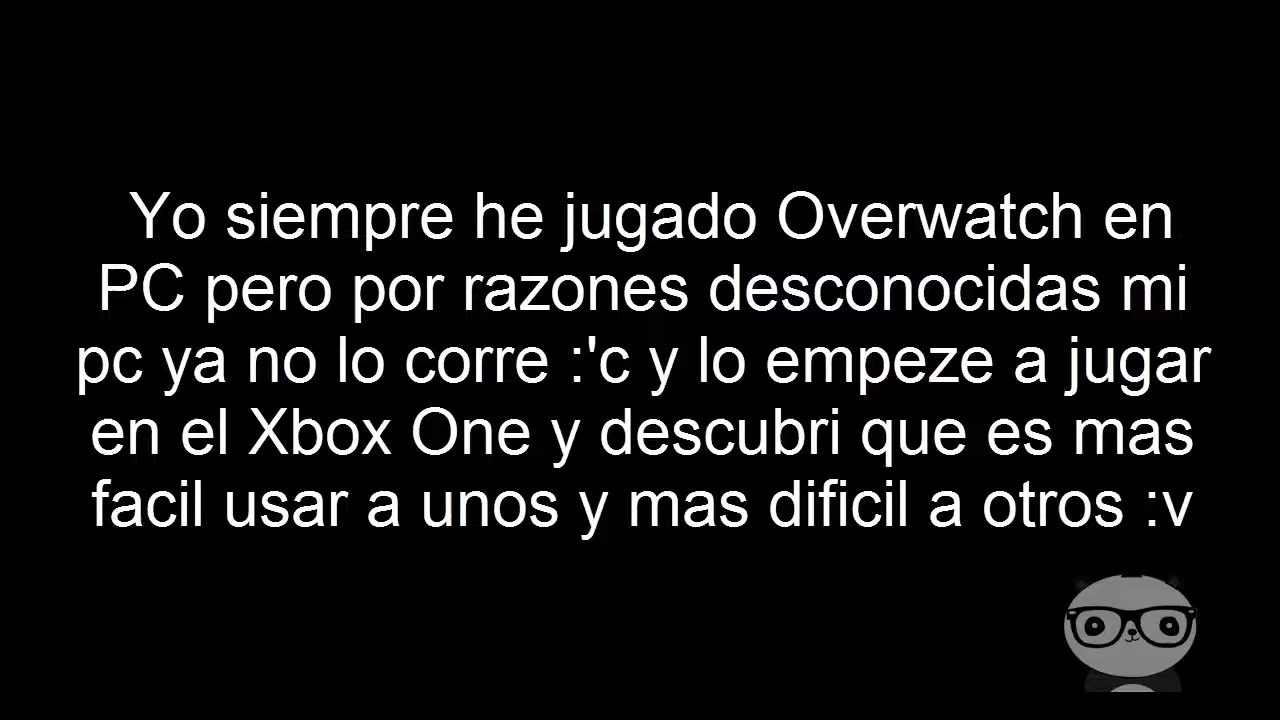 Yo siempre he jugado Overwatch en
PC pero por razones desconocidas mi
pc ya no lo corre :'c y lo empeze a jugar
en el Xbox One y descubri que es mas
facil usar a unos y mas dificil a otros :v